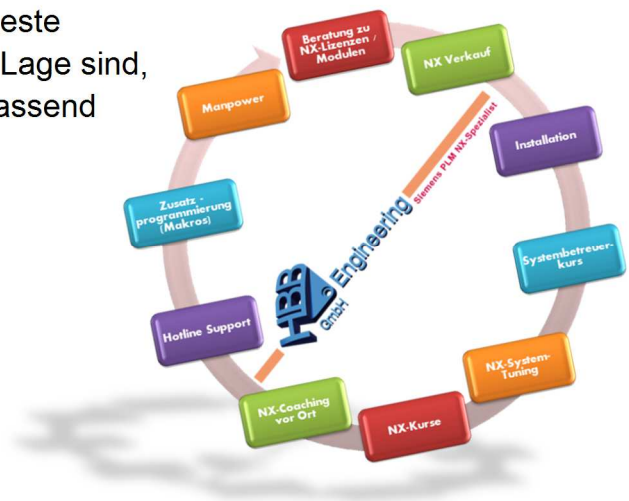 este
Lage sind,
assend
Beratung zu
NX-Lizenzen /
Modulen
NX Verkauf
Installation
Systembetreuer-
kurs
NX-System-
Tuning
NX-Kurse
NX-Coaching
vor Ort
Hotline Support
Zusatz -
programmierung
(Makros)
Manpower
HBB Engineering
GmbH
Siemens PLM NX-Spezialist